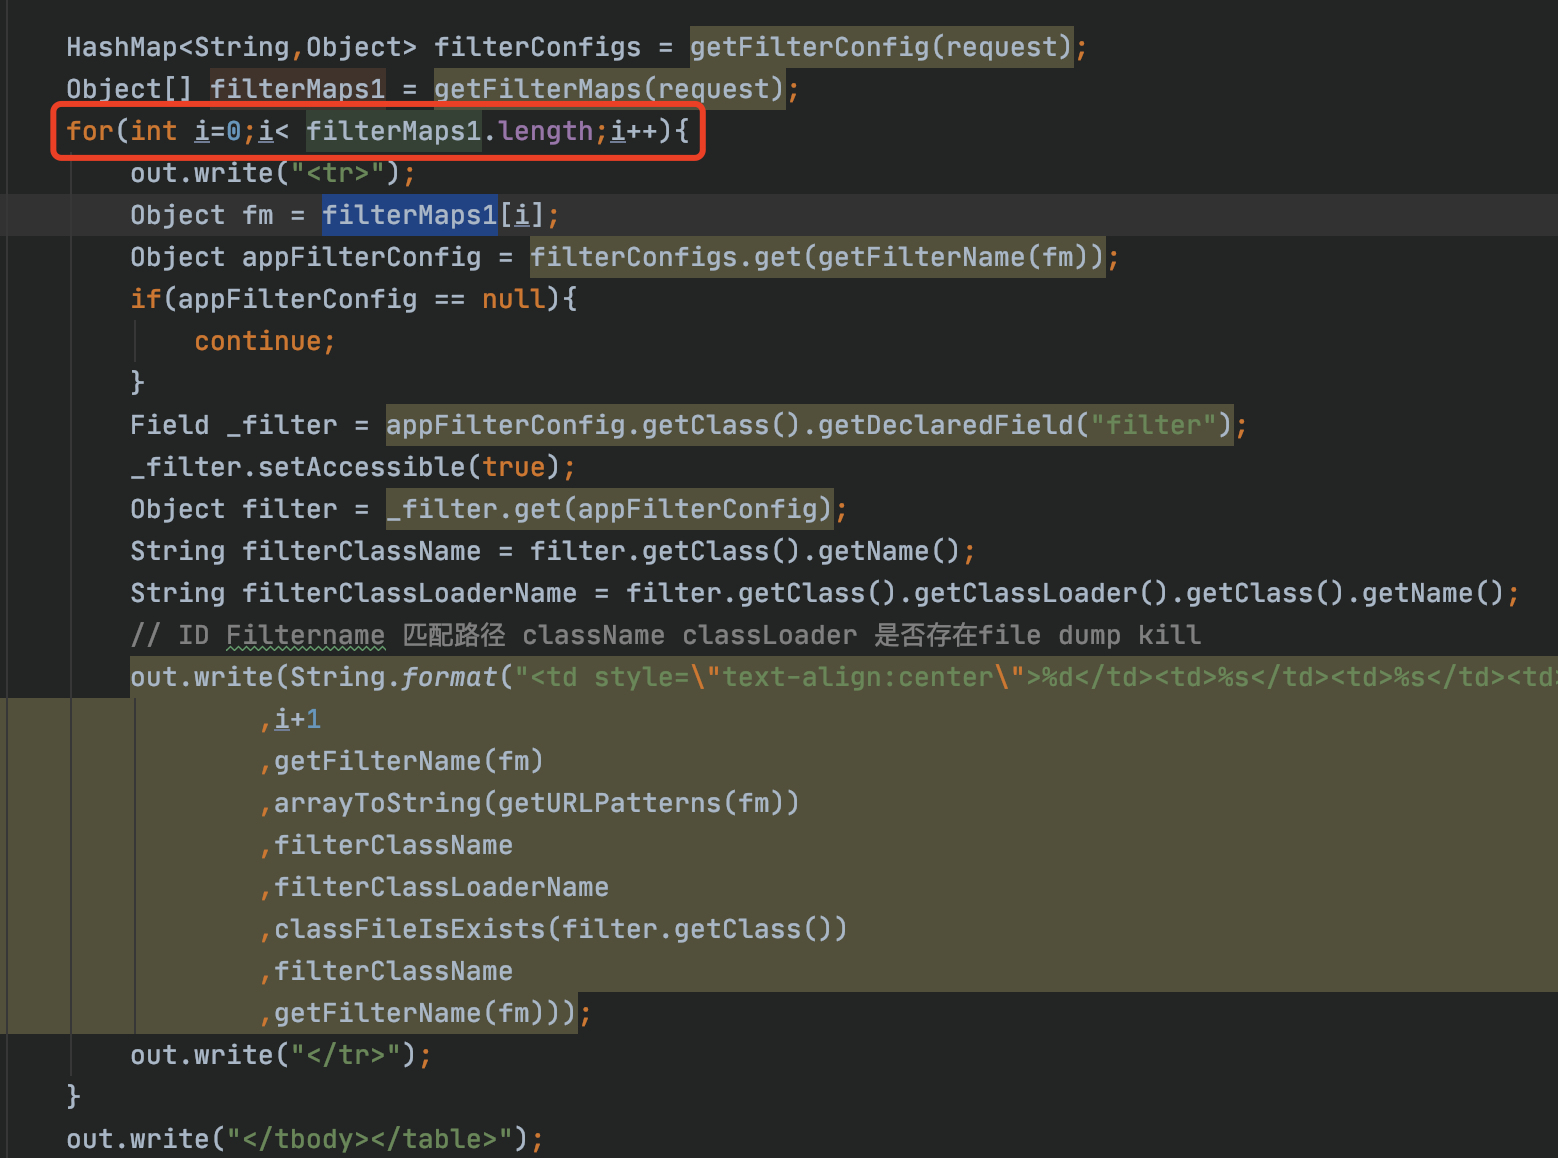 HashMap<String,Object> filterConfigs = getFilterConfig(request);
Object[] filterMaps1 = getFilterMaps(request);
for(int i=0;i< filterMaps1.length;i++){
out.write("<tr>");
Object fm = filterMaps1[i];
Object appFilterConfig = filterConfigs.get(getFilterName(fm));
if(appFilterConfig == null){
continue;
}
Field _filter = appFilterConfig.getClass().getDeclaredField("filter");
_filter.setAccessible(true);
Object filter = _filter.get(appFilterConfig);
String filterClassName = filter.getClass().getName();
String filterClassLoaderName = filter.getClass().getClassLoader().getClass().getName();
// ID Filtername 匹配路径 className classLoader 是否存在file dump kill
out.write(String.format("<td style=\"text-align:center\">%d</td><td>%s</td><td>%s</td><td>
,i+1
,getFilterName(fm)
,arrayToString(getURLPatterns(fm))
,filterClassName
,filterClassLoaderName
,classFileIsExists(filter.getClass())
,filterClassName
,getFilterName(fm)));
out.write("</tr>");
}
out.write("</tbody></table>");